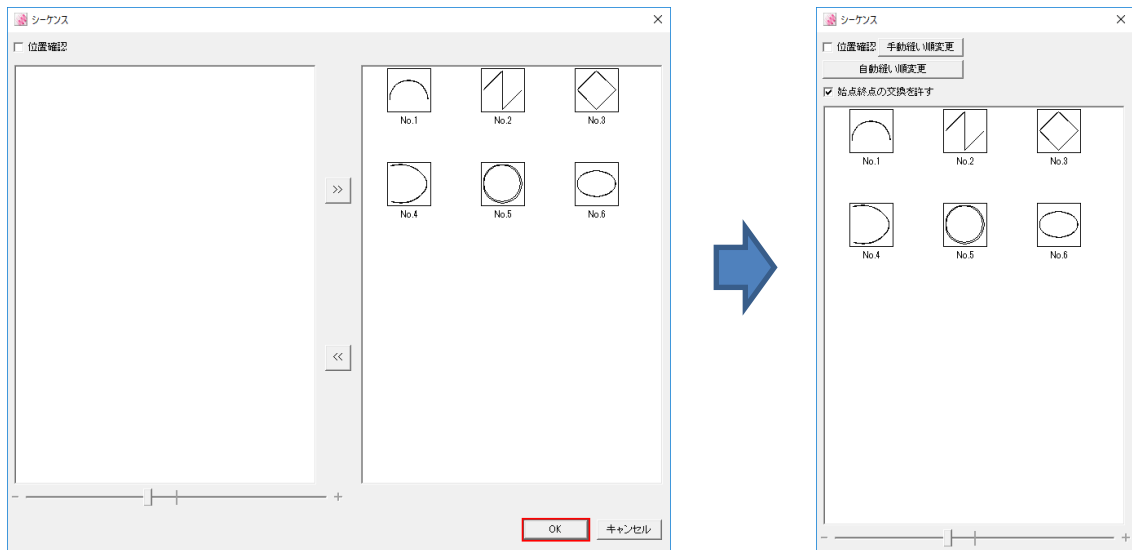 シーケンス
位置確認
No.1 No.2 No.3
>>
No.4 No.5 No.6
<<
- +
OK キャンセル
シーケンス
位置確認 手動縫い順変更
自動縫い順変更
始点終点の交換を許す
No.1 No.2 No.3
No.4 No.5 No.6
- +